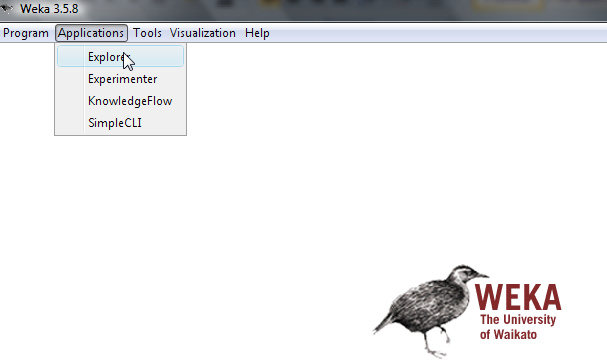 Weka 3.5.8
Program Applications Tools Visualization Help
Explorer
Experimenter
KnowledgeFlow
SimpleCLI
WEKA
The University
of Waikato